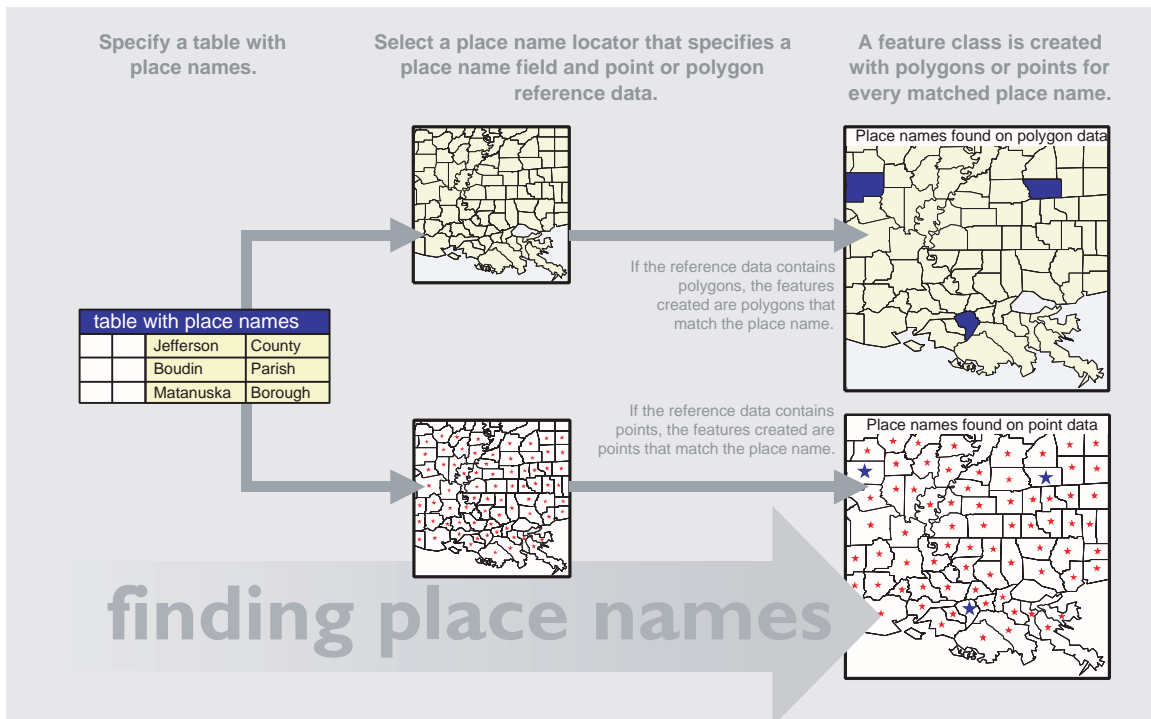 Specify a table with
place names.
Select a place name locator that specifies a
place name field and point or polygon
reference data.
A feature class is created
with polygons or points for
every matched place name.
Place names found on polygon data
If the reference data contains
polygons, the features
created are polygons that
match the place name.
table with place names
Jefferson County
Boudin Parish
Matanuska Borough
If the reference data contains
points, the features created are
points that match the place name.
Place names found on point data
finding place names